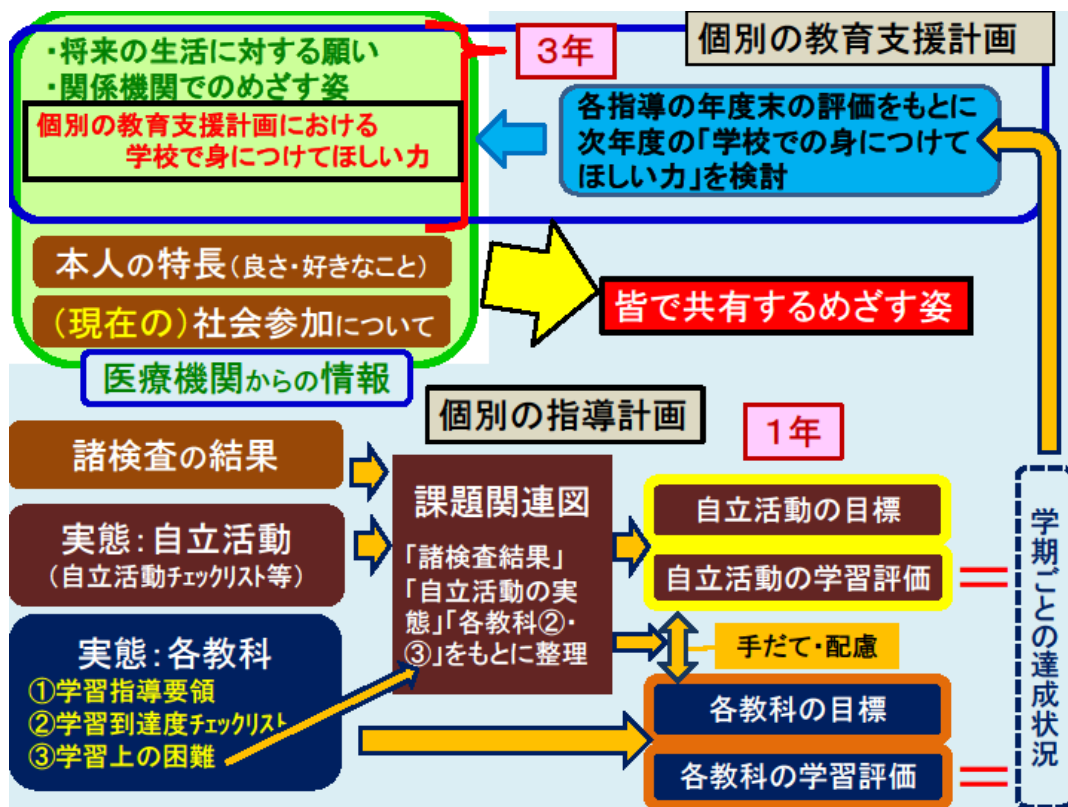 ・将来の生活に対する願い
・関係機関でのめざす姿
個別の教育支援計画における
学校で身につけてほしい力
3年
個別の教育支援計画
各指導の年度末の評価をもとに
次年度の「学校での身につけて
ほしい力」を検討
本人の特長(良さ・好きなこと)
(現在の)社会参加について
医療機関からの情報
皆で共有するめざす姿
個別の指導計画
1年
諸検査の結果
実態:自立活動
(自立活動ﾁｪｯｸﾘｽﾄ等)
実態:各教科
①学習指導要領
②学習到達度ﾁｪｯｸﾘｽﾄ
③学習上の困難
課題関連図
「諸検査結果」
「自立活動の実
態」「各教科②・
③」をもとに整理
自立活動の目標
自立活動の学習評価
手だて・配慮
各教科の目標
各教科の学習評価
学期ごとの達成状況